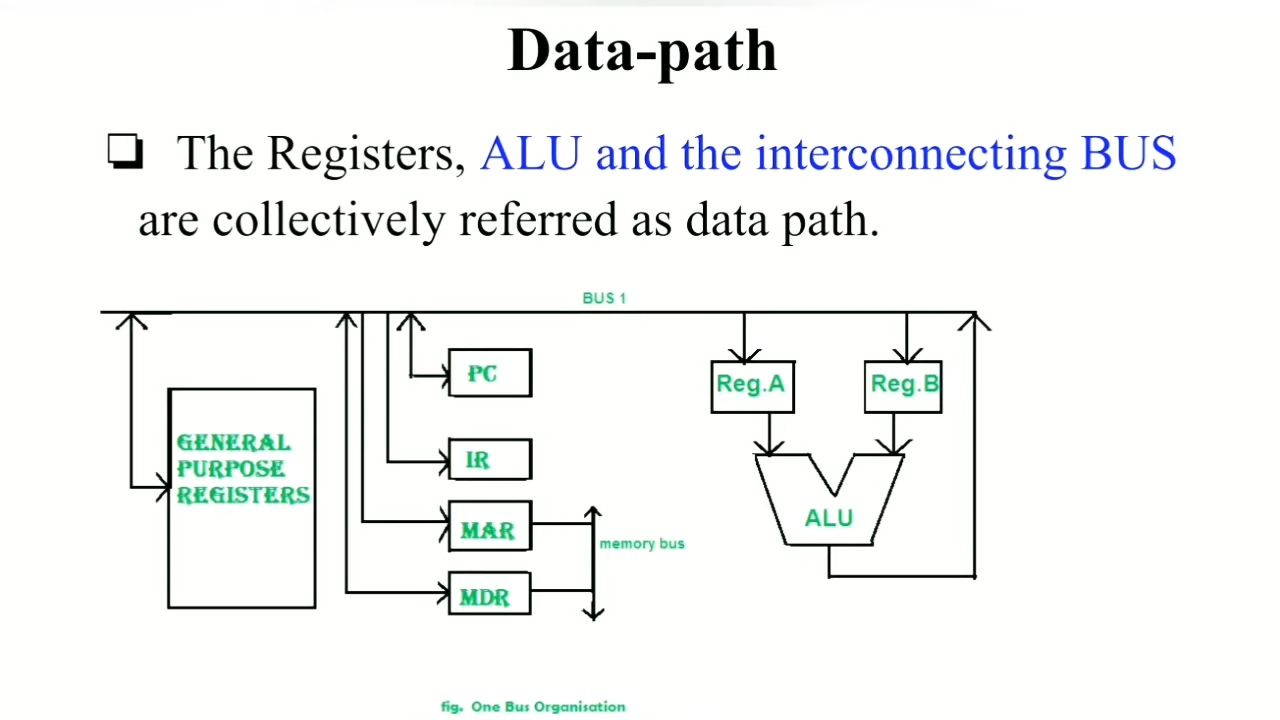 Data-path
The Registers, ALU and the interconnecting BUS
are collectively referred as data path.
BUS 1
PC
Reg.A
Reg.B
GENERAL
PURPOSE
REGISTERS
IR
MAR
ALU
memory bus
MDR
fig. One Bus Organisation